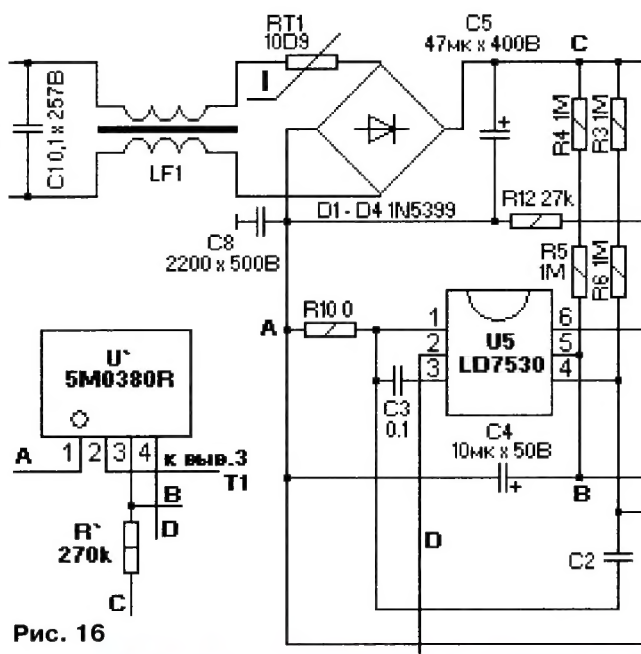 RT1
10D9
C5
47мк х 400В
C
C1 0,1 х 257В
I
R4 1M
R3 1M
LF1
D1 - D4 1N5399
R12 27k
C8
2200 х 500В
R5
1M
R6 1M
A
R10 0
1
2
3
U5
LD7530
6
5
4
U`
5M0380R
C3
0.1
C4
10мк х 50В
A
1
2
3
4
к выв.3
T1
B
B
D
D
R`
270k
C2
C
Рис. 16